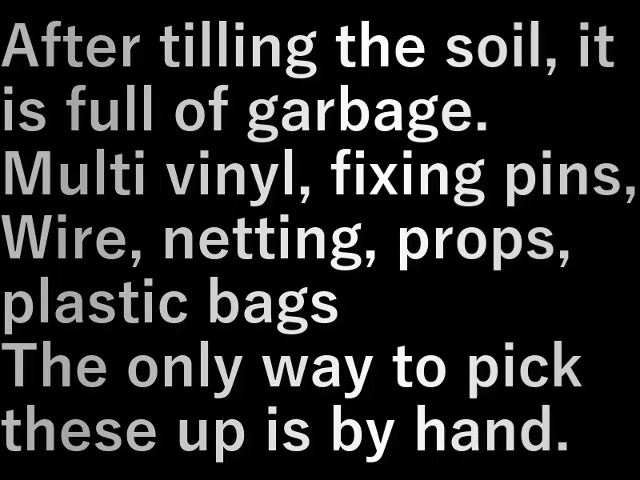 After tilling the soil, it
is full of garbage.
Multi vinyl, fixing pins,
Wire, netting, props,
plastic bags
The only way to pick
these up is by hand.